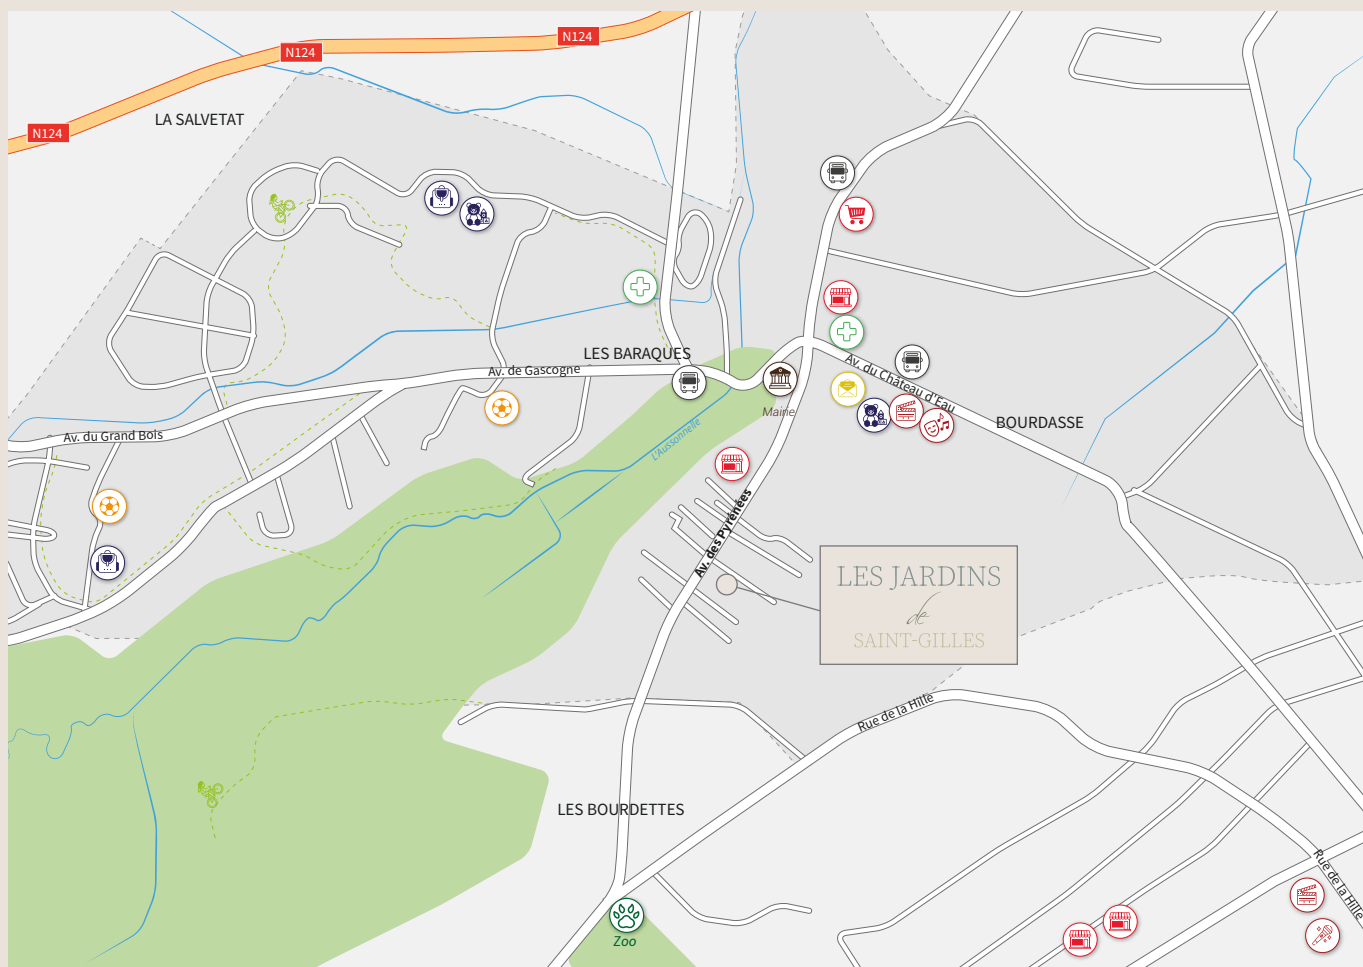 N124
N124
N124
LA SALVETAT
LES BARAQUES
Av. de Gascogne
Av. du Château d'Eau
Mairie
BOURDASSE
L'Aussonnelle
Av. du Grand Bois
Av. des Pyrénées
LES JARDINS
de
SAINT-GILLES
Rue de la Hille
LES BOURDETTES
Rue de la Hille
Zoo